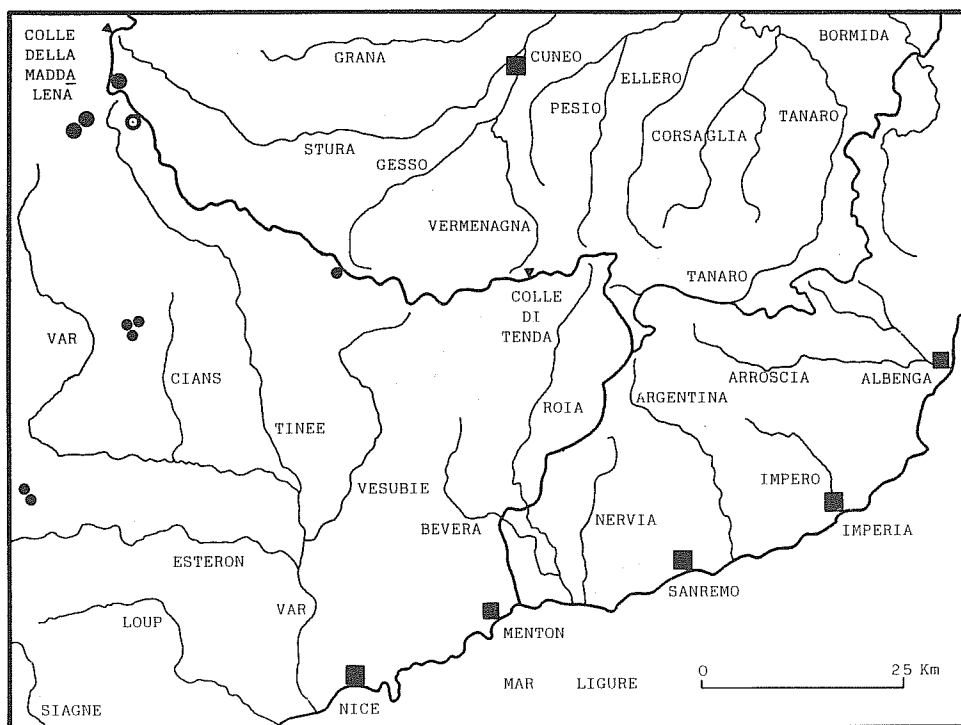 COLLE
DELLA
MADDA
LENA
GRANA
CUNEO
BORMIDA
ELLERO
PESIO
TANARO
CORSAGLIA
STURA
GESSO
VERMENAGNA
TANARO
COLLE
DI
TENDA
VAR
CIANS
ARROSCIA
ALBENGA
ARGENTINA
ROIA
TINEE
IMPERO
VESUBIE
NERVIA
BEVERA
IMPERIA
ESTERON
SANREMO
VAR
LOUP
MENTON
0 25 Km
MAR LIGURE
NICE
SIAGNE